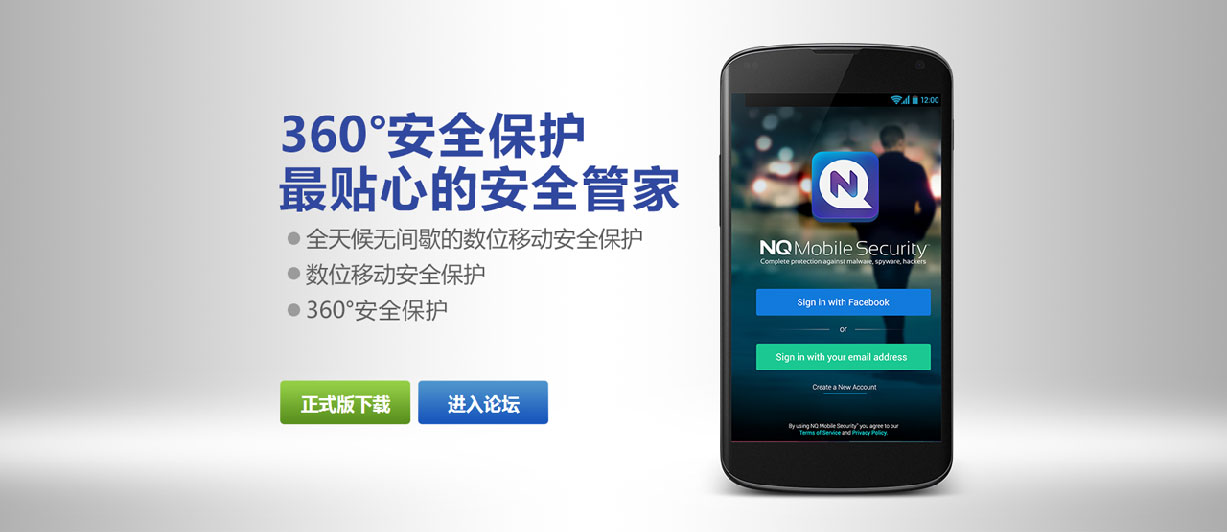 360°安全保护
最贴心的安全管家
全天候无间歇的数位移动安全保护
数位移动安全保护
360°安全保护
正式版下载
进入论坛
12:00
N
NQ Mobile Security™
Complete protection against malware, spyware, hackers
Sign in with Facebook
or
Sign in with your email address
Create a New Account
By using NQ Mobile Security™ you agree to our
Terms of Service and Privacy Policy.